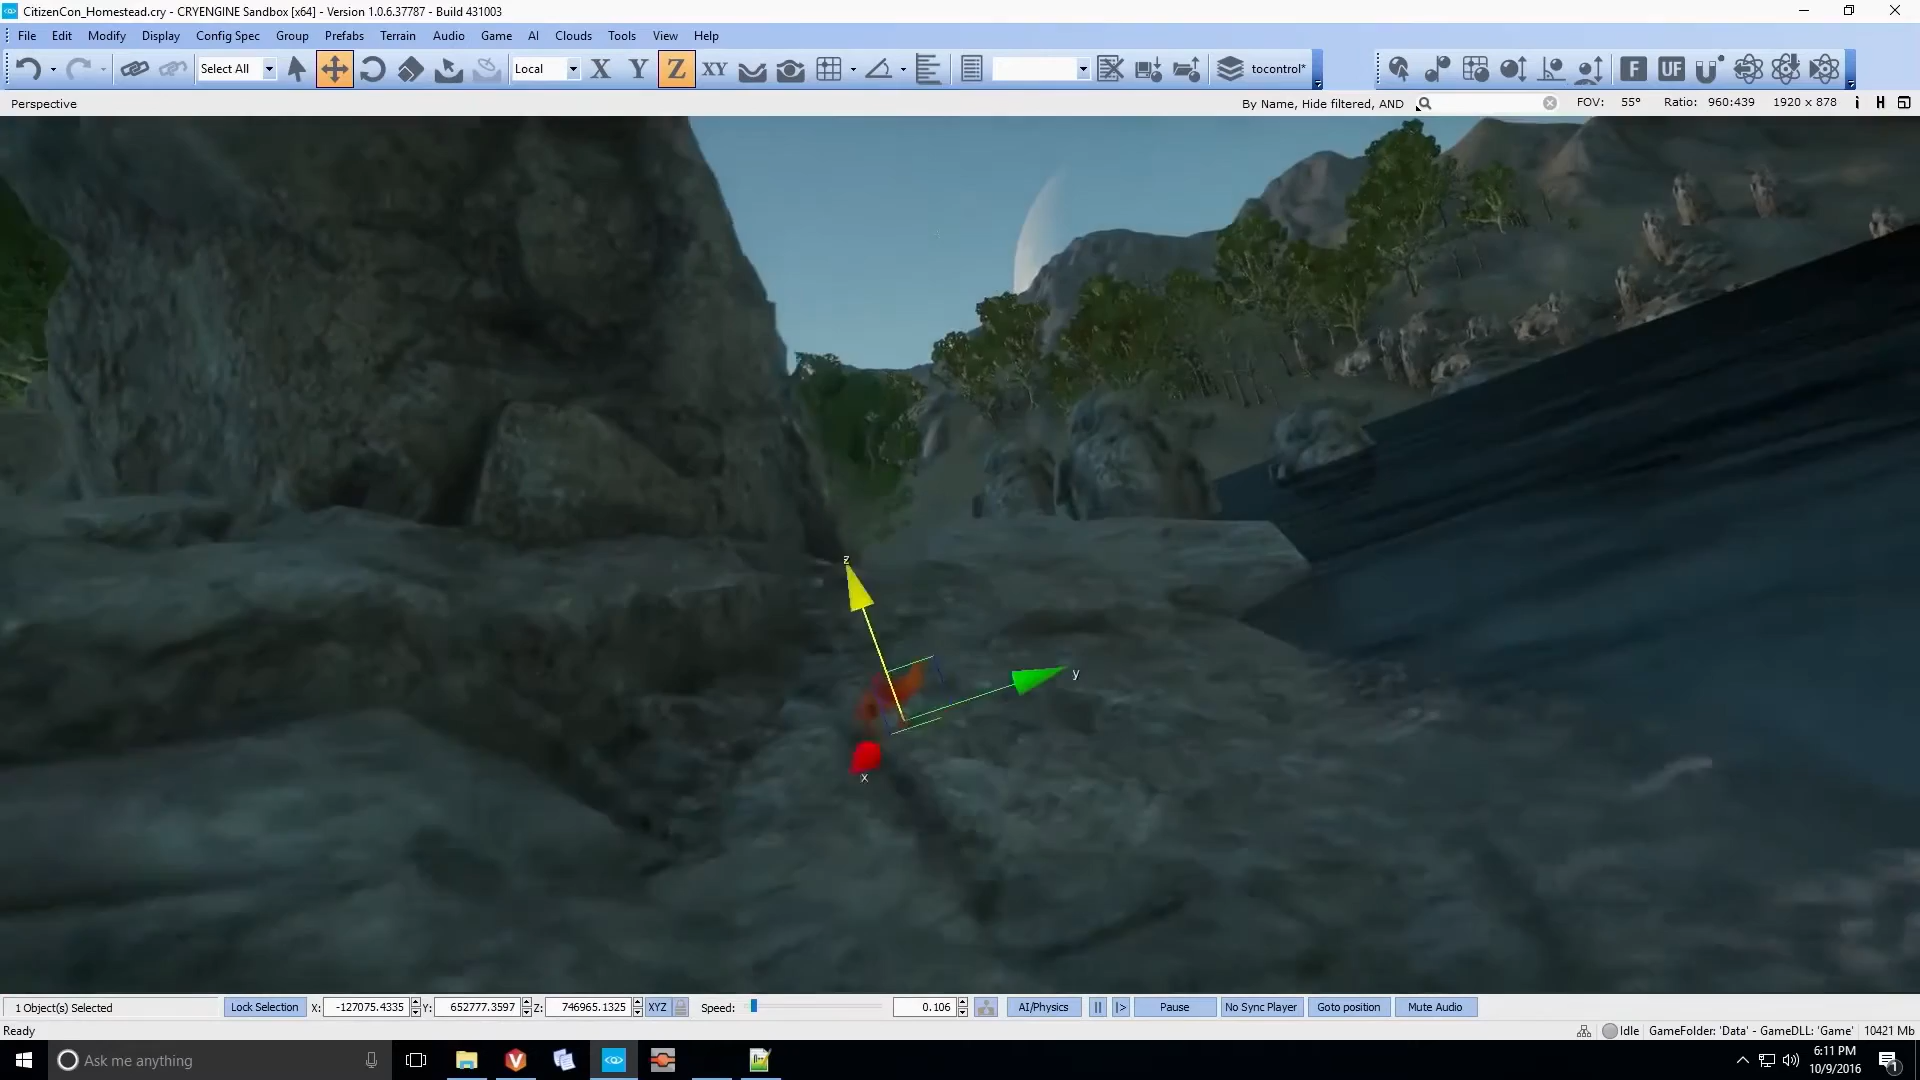 CitizenCon_Homestead.cry - CRYENGINE Sandbox [x64] - Version 1.0.6.37787 - Build 431003
File Edit Modify Display Config Spec Group Prefabs Terrain Audio Game AI Clouds Tools View Help
Select All Local X Y Z XY tocontrol* F UF
Perspective By Name, Hide filtered, AND FOV: 55° Ratio: 960:439 1920 x 878 i H
z
y
x
1 Object(s) Selected Lock Selection X: -127075.4335 Y: 652777.3597 Z: 746965.1325 XYZ Speed: 0.106 AI/Physics Pause No Sync Player Goto position Mute Audio
Ready Idle GameFolder: 'Data' - GameDLL: 'Game' 10421 Mb
Ask me anything 6:11 PM
10/9/2016 1